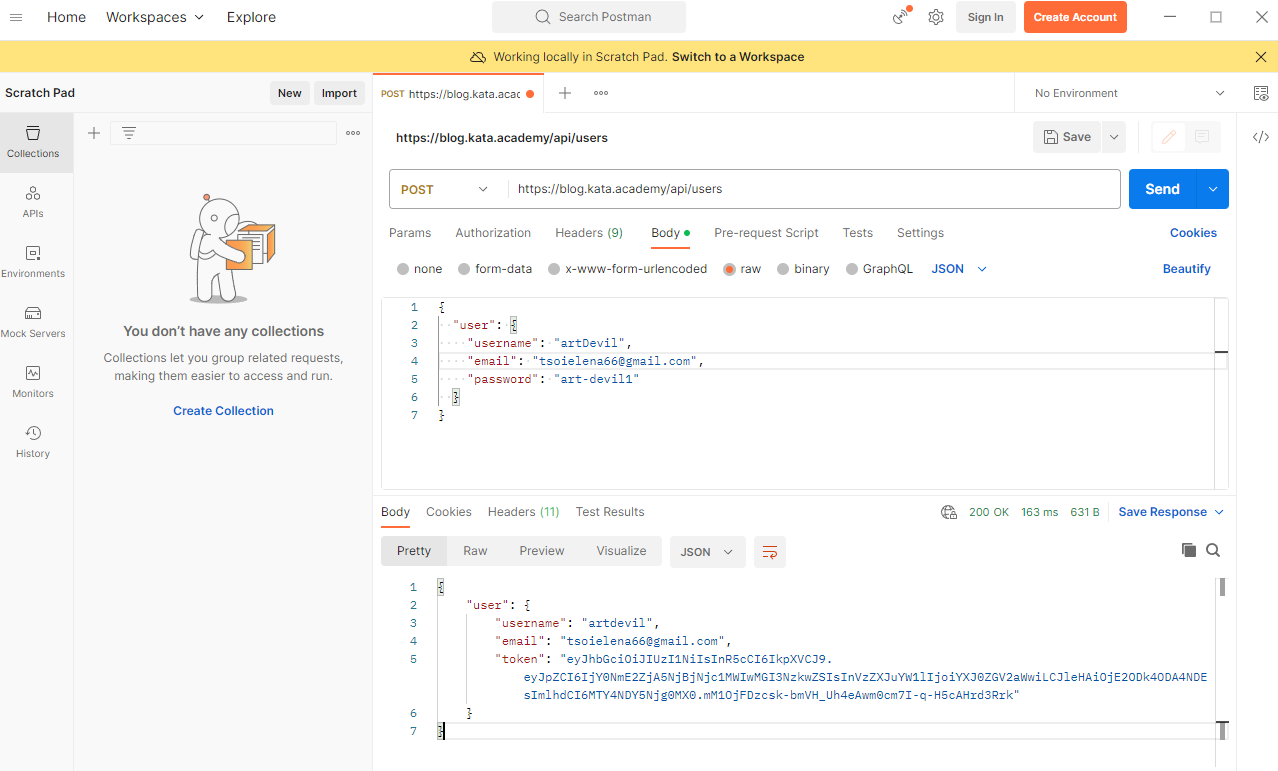 Home Workspaces Explore Search Postman Sign In Create Account
Working locally in Scratch Pad. Switch to a Workspace
Scratch Pad New Import POST https://blog.kata.acac No Environment
Collections
APIs
Environments
Mock Servers
Monitors
History
You don't have any collections
Collections let you group related requests,
making them easier to access and run.
Create Collection
https://blog.kata.academy/api/users Save
POST https://blog.kata.academy/api/users Send
Params Authorization Headers (9) Body Pre-request Script Tests Settings Cookies
none form-data x-www-form-urlencoded raw binary GraphQL JSON Beautify
1 {
2 "user": {
3 "username": "artDevil",
4 "email": "tsoielena66@gmail.com",
5 "password": "art-devil1"
6 }
7 }
Body Cookies Headers (11) Test Results 200 OK 163 ms 631 B Save Response
Pretty Raw Preview Visualize JSON
1 {
2 "user": {
3 "username": "artdevil",
4 "email": "tsoielena66@gmail.com",
5 "token": "eyJhbGciOiJIUzI1NiIsInR5cCI6IkpXVCJ9.
eyJpZCI6IjY0NmE2ZjA5NjBjNjc1MWIwMGI3NzkwZSIsInVzZXJuYW1lIjoiYXJ0ZGV2aWwiLCJleHAiOjE2ODk4ODA4NDE
sImlhdCI6MTY4NDY5Njg0MX0.mM1OjFDzcsk-bmVH_Uh4eAwm0cm7I-q-H5cAHrd3Rrk"
6 }
7 }